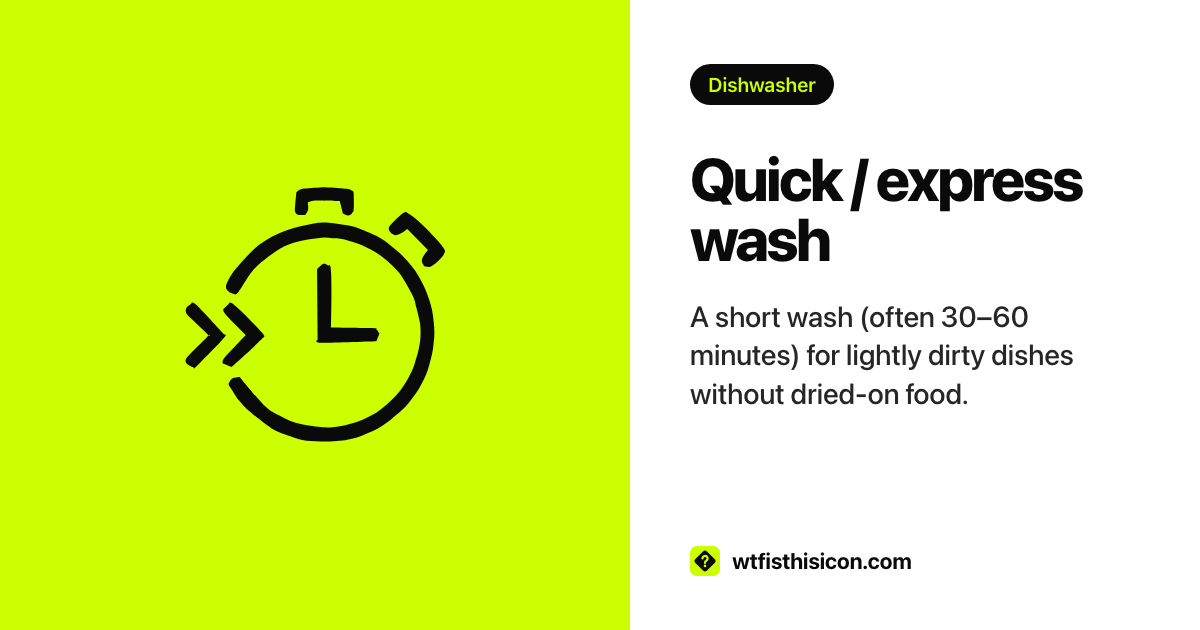 Dishwasher
Quick / express
wash
A short wash (often 30–60
minutes) for lightly dirty dishes
without dried-on food.
?
wtfisthisicon.com